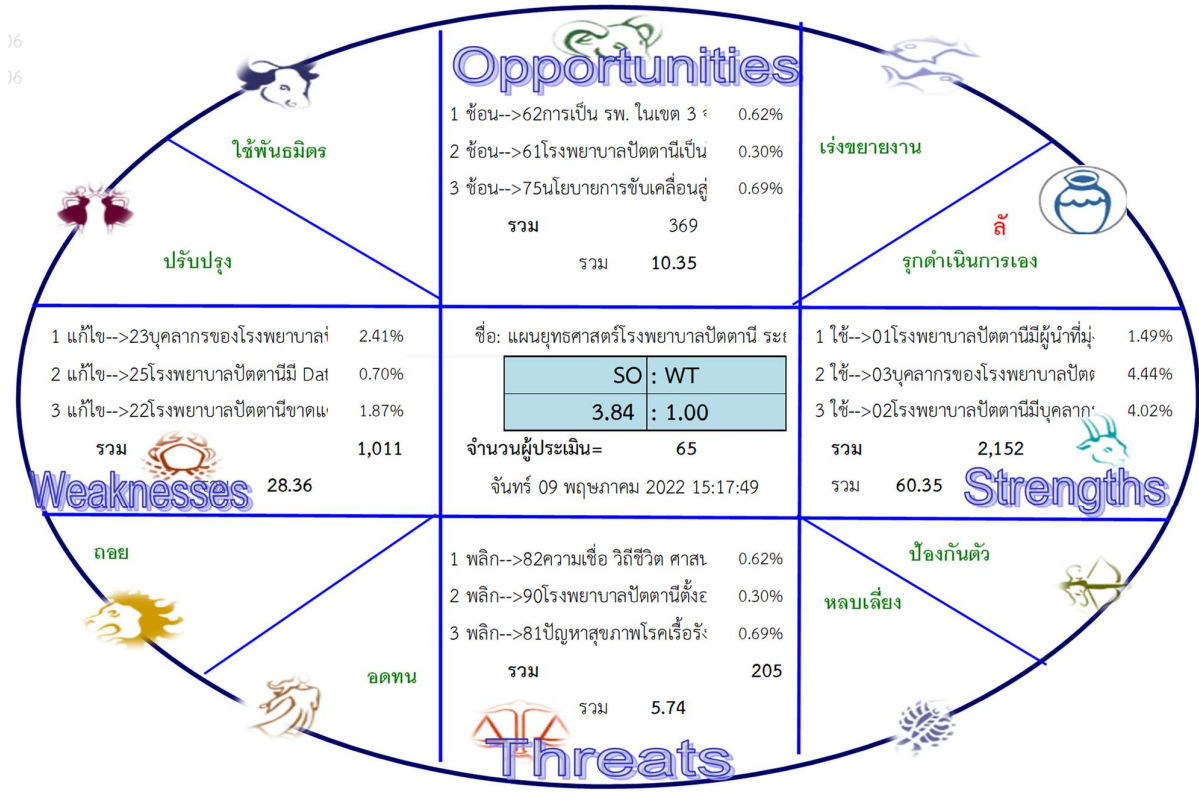 06
06
Opportunities
1 ช้อน-->62การเป็น รพ. ในเขต 3 0.62%
2 ช้อน-->61โรงพยาบาลปัตตานีเป็น 0.30%
3 ช้อน-->75นโยบายการขับเคลื่อนสู่ 0.69%
รวม 369
รวม 10.35
ใช้พันธมิตร
ปรับปรุง
เร่งขยายงาน
ลั
รุกดำเนินการเอง
1 แก้ไข-->23บุคลากรของโรงพยาบาล 2.41%
2 แก้ไข-->25โรงพยาบาลปัตตานีมี Dat 0.70%
3 แก้ไข-->22โรงพยาบาลปัตตานีขาดแ 1.87%
รวม 1,011
Weaknesses 28.36
ชื่อ: แผนยุทธศาสตร์โรงพยาบาลปัตตานี ระย
SO : WT
3.84 : 1.00
จำนวนผู้ประเมิน= 65
จันทร์ 09 พฤษภาคม 2022 15:17:49
1 ใช้-->01โรงพยาบาลปัตตานีมีผู้นำที่มุ่ง 1.49%
2 ใช้-->03บุคลากรของโรงพยาบาลปัตต 4.44%
3 ใช้-->02โรงพยาบาลปัตตานีมีบุคลาก 4.02%
รวม 2,152
รวม 60.35 Strengths
ถอย
อดทน
1 พลิก-->82ความเชื่อ วิถีชีวิต ศาสน 0.62%
2 พลิก-->90โรงพยาบาลปัตตานีตั้งอ 0.30%
3 พลิก-->81ปัญหาสุขภาพโรคเรื้อรัง 0.69%
รวม 205
รวม 5.74
Threats
ป้องกันตัว
หลบเลี่ยง